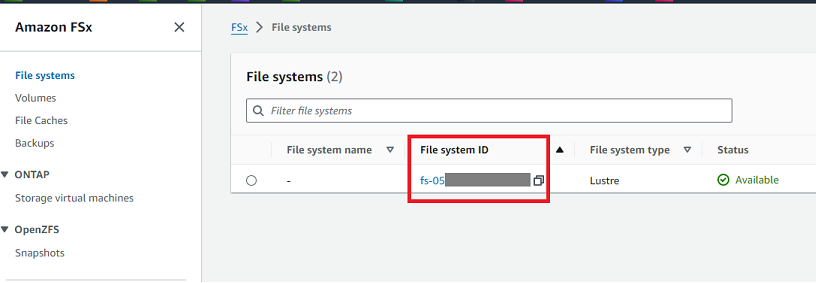 Amazon FSx
File systems
Volumes
File Caches
Backups
ONTAP
Storage virtual machines
OpenZFS
Snapshots
FSx > File systems
File systems (2)
Filter file systems
File system name File system ID File system type Status
- fs-05 Lustre Available